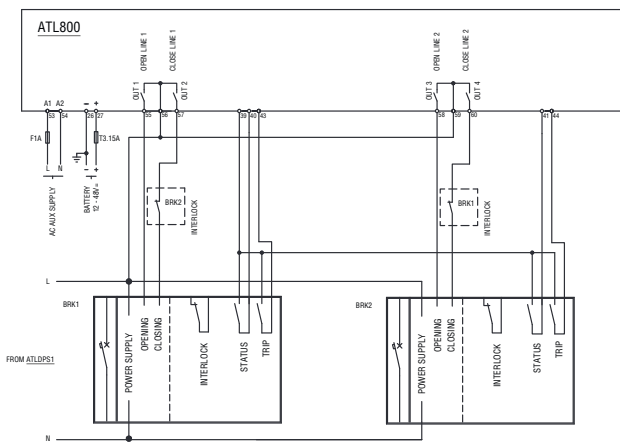 ATL800
OPEN LINE 1
CLOSE LINE 1
OPEN LINE 2
CLOSE LINE 2
OUT 1
OUT 2
OUT 3
OUT 4
A1 A2 – +
53 54 26 27 55 56 57 39 40 43 58 59 60 41 44
F1A
T3.15A
L N – +
AC AUX SUPPLY
BATTERY
12 - 48V=
BRK2
INTERLOCK
BRK1
INTERLOCK
L
BRK1
BRK2
FROM ATLDPS1
POWER SUPPLY
OPENING
CLOSING
INTERLOCK
STATUS
TRIP
POWER SUPPLY
OPENING
CLOSING
INTERLOCK
STATUS
TRIP
N